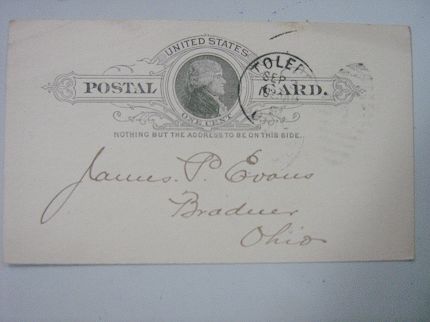 UNITED STATES
POSTAL CARD.
ONE CENT
NOTHING BUT THE ADDRESS TO BE ON THIS SIDE.
TOLE
SEP
James. P. Evans
Bradner
Ohio